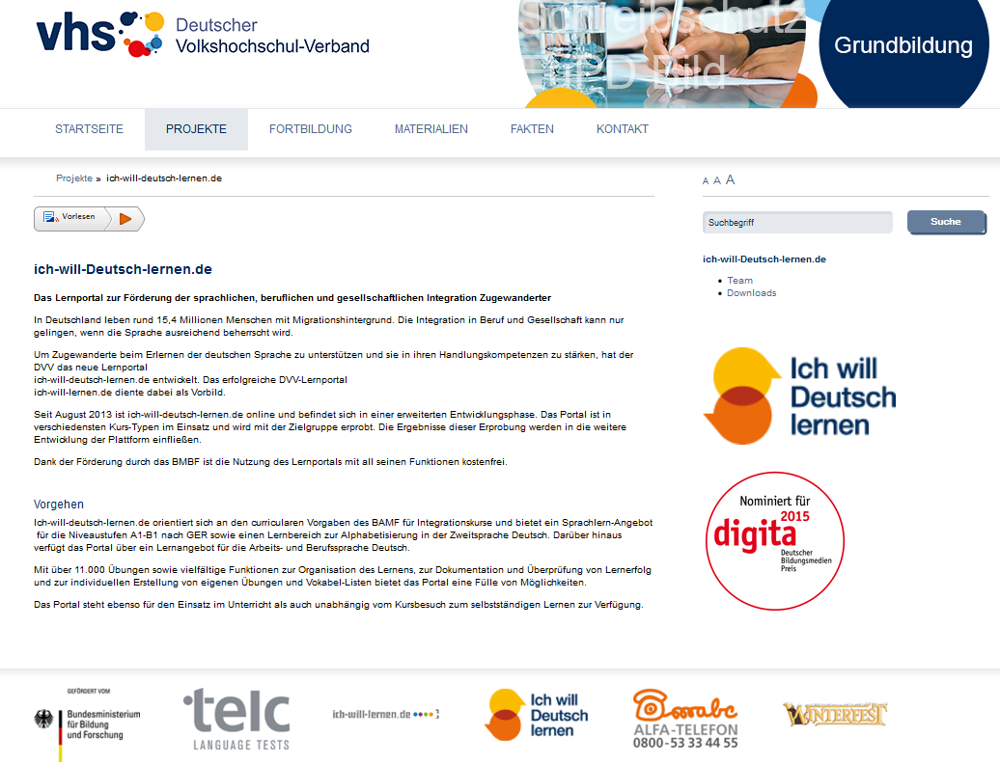 vhs
Deutscher
Volkshochschul-Verband
Grundbildung
STARTSEITE
PROJEKTE
FORTBILDUNG
MATERIALIEN
FAKTEN
KONTAKT
Projekte » ich-will-deutsch-lernen.de
A A A
Vorlesen
Suchbegriff
Suche
ich-will-Deutsch-lernen.de
Das Lernportal zur Förderung der sprachlichen, beruflichen und gesellschaftlichen Integration Zugewanderter
In Deutschland leben rund 15,4 Millionen Menschen mit Migrationshintergrund. Die Integration in Beruf und Gesellschaft kann nur
gelingen, wenn die Sprache ausreichend beherrscht wird.
Um Zugewanderte beim Erlernen der deutschen Sprache zu unterstützen und sie in ihren Handlungskompetenzen zu stärken, hat der
DVV das neue Lernportal
ich-will-deutsch-lernen.de entwickelt. Das erfolgreiche DVV-Lernportal
ich-will-lernen.de diente dabei als Vorbild.
Seit August 2013 ist ich-will-deutsch-lernen.de online und befindet sich in einer erweiterten Entwicklungsphase. Das Portal ist in
verschiedensten Kurs-Typen im Einsatz und wird mit der Zielgruppe erprobt. Die Ergebnisse dieser Erprobung werden in die weitere
Entwicklung der Plattform einfließen.
Dank der Förderung durch das BMBF ist die Nutzung des Lernportals mit all seinen Funktionen kostenfrei.
Vorgehen
Ich-will-deutsch-lernen.de orientiert sich an den curricularen Vorgaben des BAMF für Integrationskurse und bietet ein Sprachlern-Angebot
für die Niveaustufen A1-B1 nach GER sowie einen Lernbereich zur Alphabetisierung in der Zweitsprache Deutsch. Darüber hinaus
verfügt das Portal über ein Lernangebot für die Arbeits- und Berufssprache Deutsch.
Mit über 11.000 Übungen sowie vielfältige Funktionen zur Organisation des Lernens, zur Dokumentation und Überprüfung von Lernerfolg
und zur individuellen Erstellung von eigenen Übungen und Vokabel-Listen bietet das Portal eine Fülle von Möglichkeiten.
Das Portal steht ebenso für den Einsatz im Unterricht als auch unabhängig vom Kursbesuch zum selbstständigen Lernen zur Verfügung.
ich-will-Deutsch-lernen.de
Team
Downloads
Ich will
Deutsch
lernen
Nominiert für
2015
digita
Deutscher
Bildungsmedien
Preis
GEFÖRDERT VOM
Bundesministerium
für Bildung
und Forschung
telc
LANGUAGE TESTS
ich-will-lernen.de
Ich will
Deutsch
lernen
ALFA-TELEFON
0800-53 33 44 55
WINTERFEST